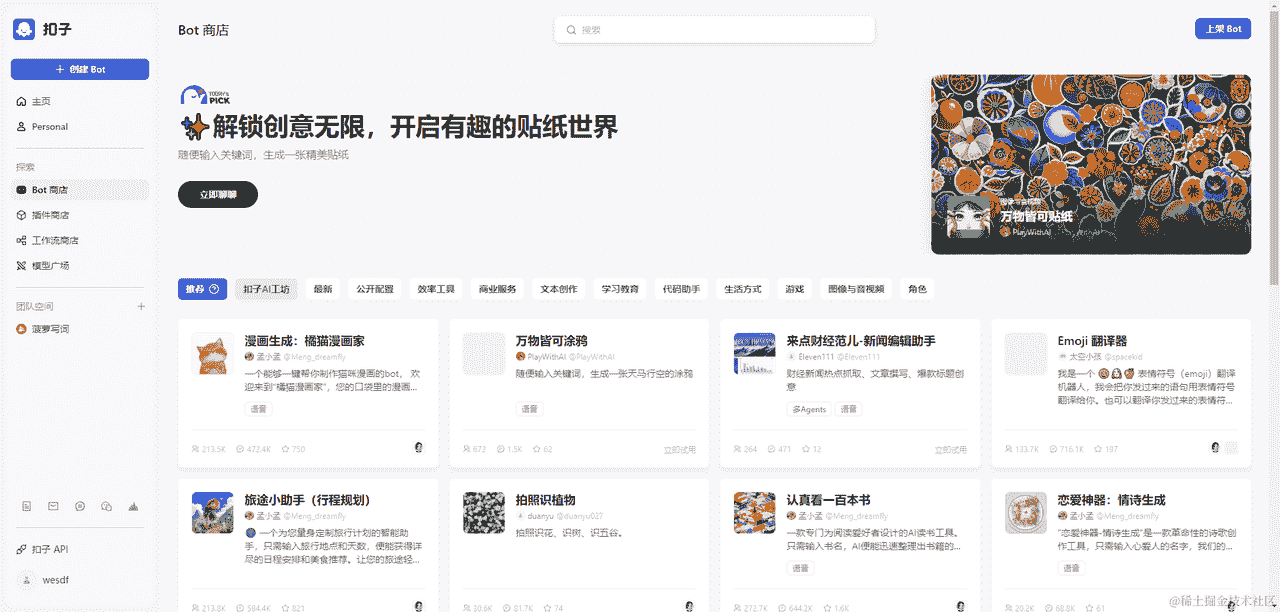 扣子
Bot 商店
搜索
上架 Bot
+ 创建 Bot
主页
Personal
探索
Bot 商店
插件商店
工作流商店
模型广场
团队空间
菠萝写词
扣子 API
wesdf
TODAY's
PICK
解锁创意无限，开启有趣的贴纸世界
随便输入关键词，生成一张精美贴纸
立即聊聊
万物皆可贴纸
PlayWithAI
推荐 扣子AI工坊 最新 公开配置 效率工具 商业服务 文本创作 学习教育 代码助手 生活方式 游戏 图像与音视频 角色
漫画生成：橘猫漫画家
孟小孟 @Meng_dreamfly
一个能够一键帮你制作猫咪漫画的bot， 欢
迎来到“橘猫漫画家”，您的口袋里的漫画...
语音
213.5K 473.4K 750
万物皆可涂鸦
PlayWithAI @PlayWithAI
随便输入关键词，生成一张天马行空的涂鸦
语音
672 1.5K 62 立即试用
来点财经范儿-新闻编辑助手
Eleven111 @Eleven111
财经新闻热点抓取、文章撰写、爆款标题创
意
多Agents 语音
264 471 12 立即试用
Emoji 翻译器
太空小孩 @spacekid
我是一个 表情符号（emoji）翻译
机器人，我会把你发过来的语句用表情符号
翻译给你。也可以翻译你发过来的表情符...
133.7K 716.1K 197
旅途小助手（行程规划）
孟小孟 @Meng_dreamfly
一个为您量身定制旅行计划的智能助
手，只需输入旅行地点和天数，便能获得详
尽的日程安排和美食推荐。让您的旅途轻...
213.8K 584.4K 821
拍照识植物
duanyu @duanyu027
拍照识花、识树、识五谷。
30.6K 81.7K 74
认真看一百本书
孟小孟 @Meng_dreamfly
一款专门为阅读爱好者设计的AI读书工具。
只需输入书名，AI便能迅速整理出书籍的...
语音
272.7K 644.2K 1.6K
恋爱神器：情诗生成
孟小孟 @Meng_dreamfly
“恋爱神器-情诗生成”是一款革命性的诗歌创
作工具，只需输入心爱人的名字，我们的...
语音
20.2K 68.8K 61
@稀土掘金技术社区